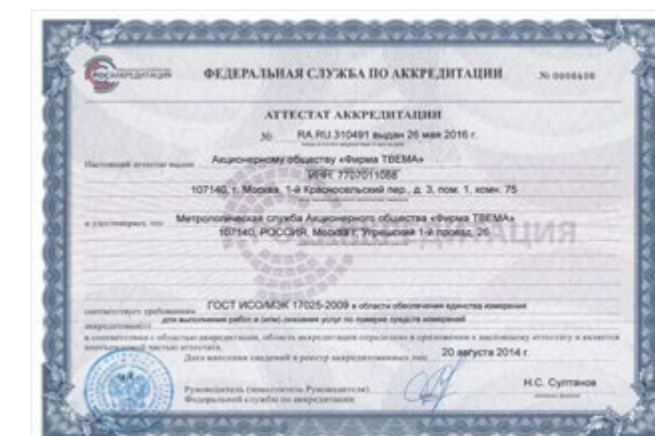 РОСАККРЕДИТАЦИЯ
ФЕДЕРАЛЬНАЯ СЛУЖБА ПО АККРЕДИТАЦИИ № 0008408
АТТЕСТАТ АККРЕДИТАЦИИ
№ RA.RU.310491 выдан 26 мая 2016 г.
Настоящий аттестат выдан Акционерному обществу «Фирма ТВЕМА»
ИНН: 7707011088
107140, г. Москва, 1-й Красносельский пер., д. 3, пом. 1, комн. 75
и удостоверяет, что Метрологическая служба Акционерного общества «Фирма ТВЕМА»
107140, РОССИЯ, Москва г, Угрешский 1-й проезд, 26
соответствует требованиям ГОСТ ИСО/МЭК 17025-2009 в области обеспечения единства измерений
для выполнения работ и (или) оказания услуг по поверке средств измерений
аккредитован(о)
в соответствии с областью аккредитации, область аккредитации определена в приложении к настоящему аттестату и является
неотъемлемой частью аттестата.
Дата внесения сведений в реестр аккредитованных лиц 20 августа 2014 г.
Руководитель (заместитель Руководителя)
Федеральной службы по аккредитации
Н.С. Султанов